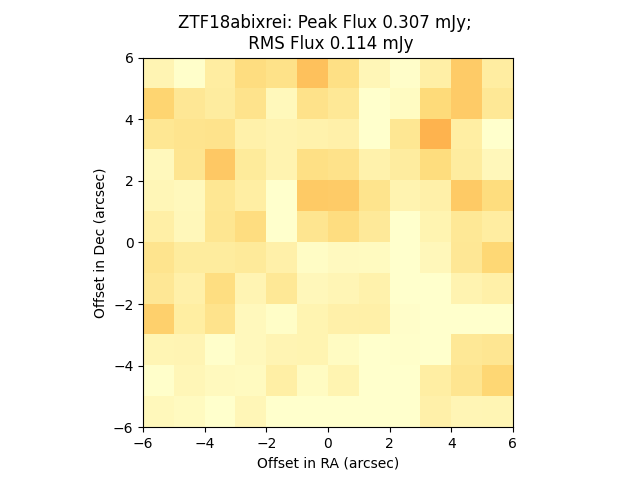 ZTF18abixrei: Peak Flux 0.307 mJy;
RMS Flux 0.114 mJy
6
4
2
0
−2
−4
−6
Offset in Dec (arcsec)
−6 −4 −2 0 2 4 6
Offset in RA (arcsec)